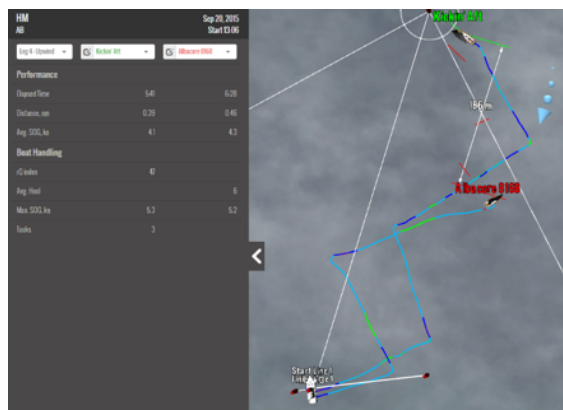 HM
AB
Sep 20, 2015
Start 13:06
Leg 4 - Upwind
Kickin' A!!
Albacore 8168
Performance
Elapsed Time 5:41 6:28
Distance, nm 0.39 0.46
Avg. SOG, kn 4.1 4.3
Boat Handling
Avg. Heel 6
Max. SOG, kn 5.3 5.2
Tacks 3
Kickin' A!!
186 m
Albacore 8168
Start Line 1